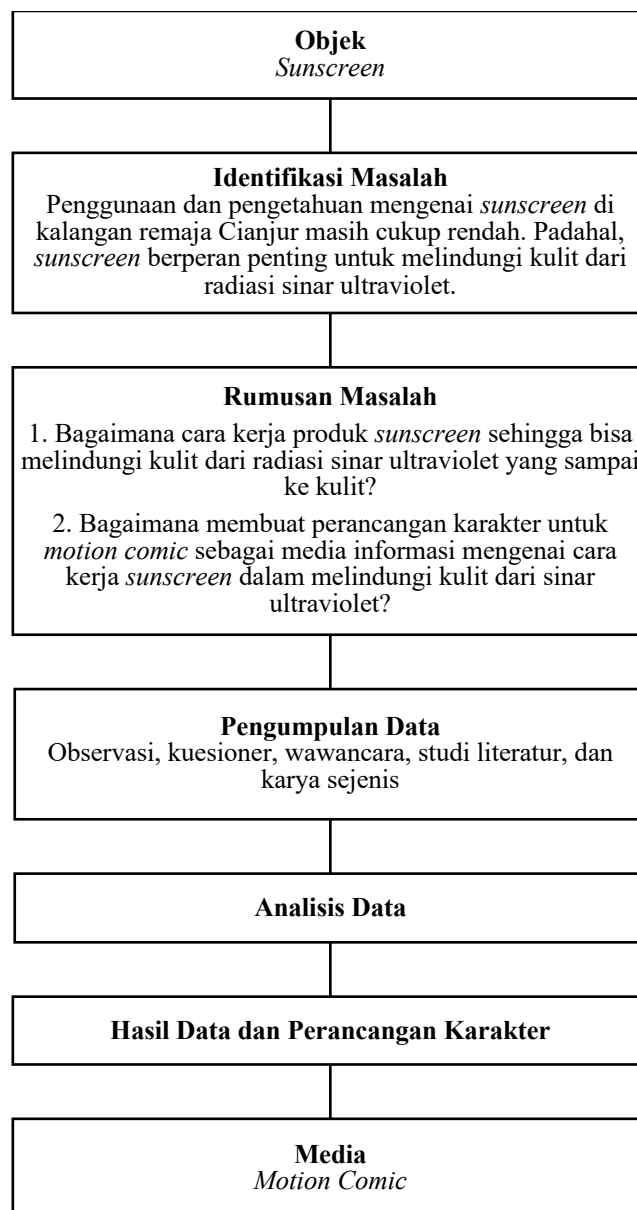 Objek
Sunscreen
Identifikasi Masalah
Penggunaan dan pengetahuan mengenai sunscreen di
kalangan remaja Cianjur masih cukup rendah. Padahal,
sunscreen berperan penting untuk melindungi kulit dari
radiasi sinar ultraviolet.
Rumusan Masalah
1. Bagaimana cara kerja produk sunscreen sehingga bisa
melindungi kulit dari radiasi sinar ultraviolet yang sampai
ke kulit?
2. Bagaimana membuat perancangan karakter untuk
motion comic sebagai media informasi mengenai cara
kerja sunscreen dalam melindungi kulit dari sinar
ultraviolet?
Pengumpulan Data
Observasi, kuesioner, wawancara, studi literatur, dan
karya sejenis
Analisis Data
Hasil Data dan Perancangan Karakter
Media
Motion Comic